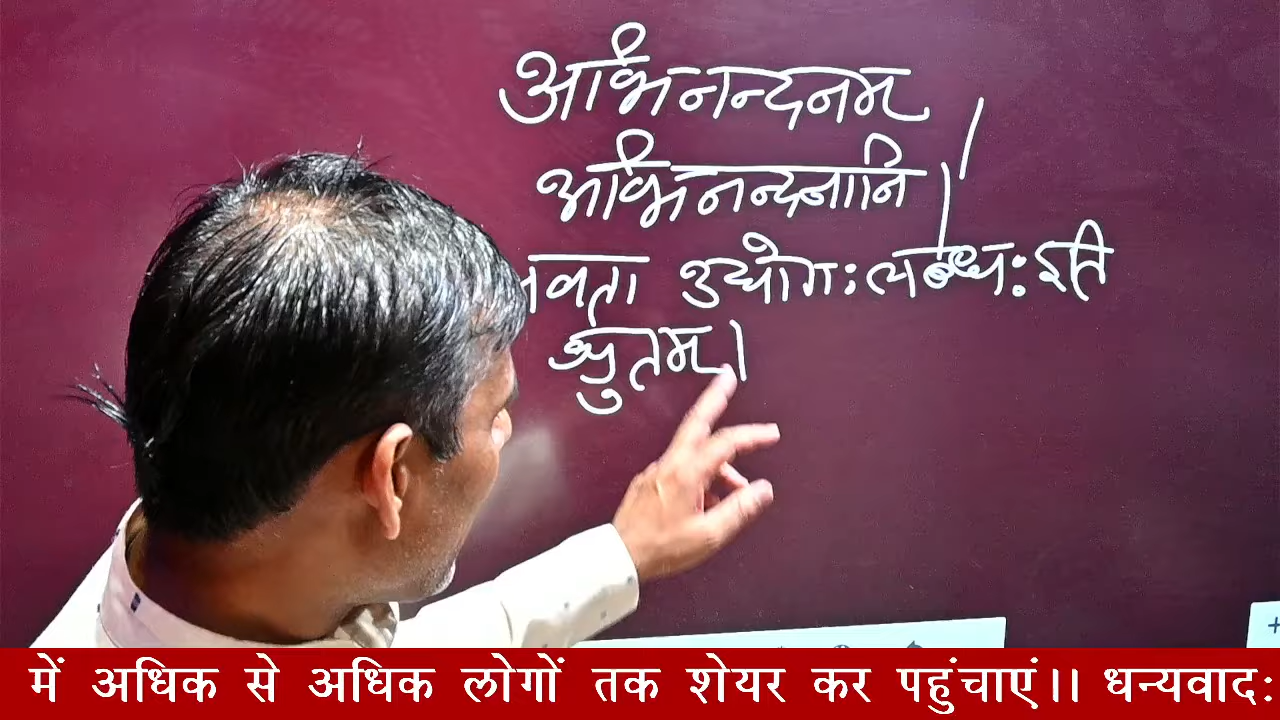 अभिनन्दनम्
अभिनन्दनानि।
उद्योगः लब्धः इति
श्रुतम्।
में अधिक से अधिक लोगों तक शेयर कर पहुंचाएं।। धन्यवादः